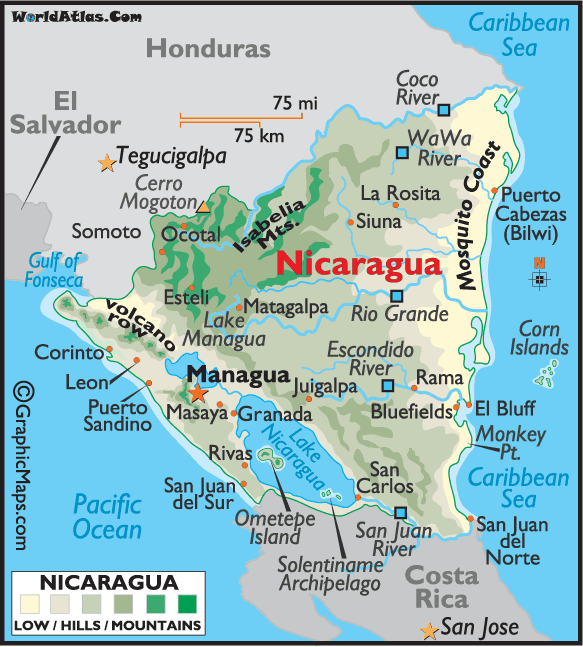 WorldAtlas.Com
Caribbean
Sea
Honduras
Coco
River
El
Salvador
75 mi
75 km
WaWa
River
Tegucigalpa
Cerro
Mogoton
La Rosita
Mosquito Coast
Puerto
Cabezas
(Bilwi)
Isabelia
Mts.
Siuna
Somoto
Ocotal
Gulf of
Fonseca
Nicaragua
N
Esteli
Matagalpa
Rio Grande
volcano
row
Lake
Managua
Corn
Islands
Corinto
Escondido
River
Leon
Managua
Juigalpa
Rama
Puerto
Sandino
Masaya
Granada
Bluefields
El Bluff
Monkey
Pt.
Rivas
Lake
Nicaragua
San
Carlos
Caribbean
Sea
San Juan
del Sur
Pacific
Ocean
Ometepe
Island
San Juan
River
San Juan
del
Norte
Solentiname
Archipelago
Costa
Rica
San Jose
©GraphicMaps.com
NICARAGUA
LOW / HILLS / MOUNTAINS